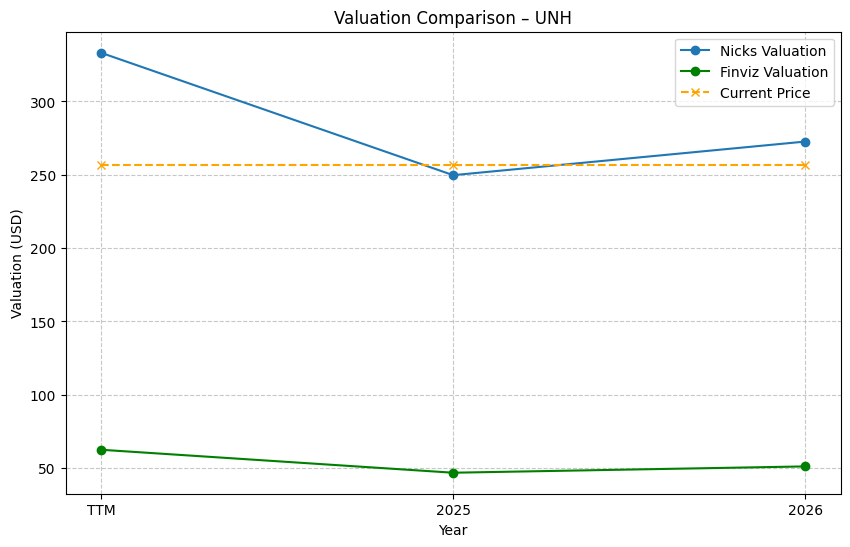 Valuation Comparison – UNH
Nicks Valuation
Finviz Valuation
Current Price
Valuation (USD)
300
250
200
150
100
50
TTM
2025
2026
Year